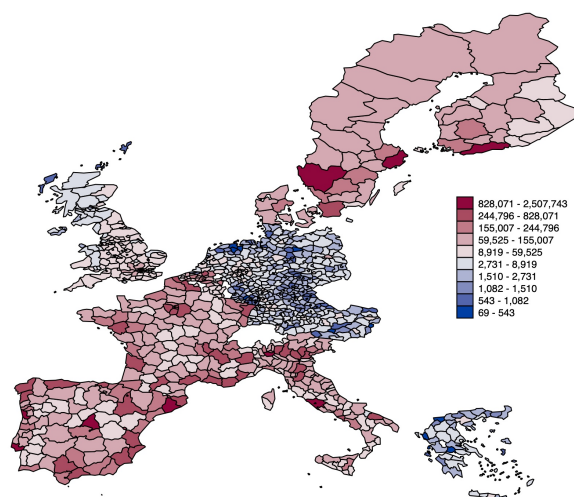 828,071 - 2,507,743
244,796 - 828,071
155,007 - 244,796
59,525 - 155,007
8,919 - 59,525
2,731 - 8,919
1,510 - 2,731
1,082 - 1,510
543 - 1,082
69 - 543